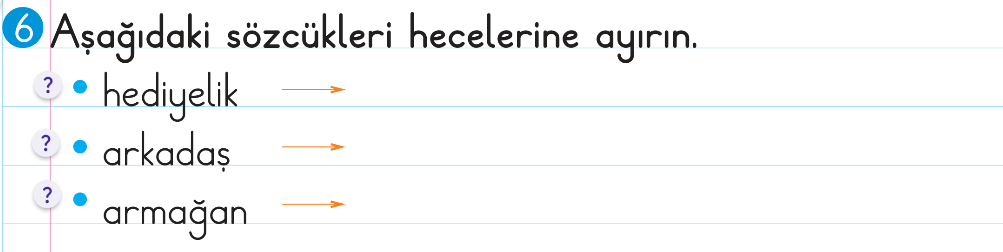 6 Aşağıdaki sözcükleri hecelerine ayırın.
? • hediyelik →
? • arkadaş →
? • armağan →